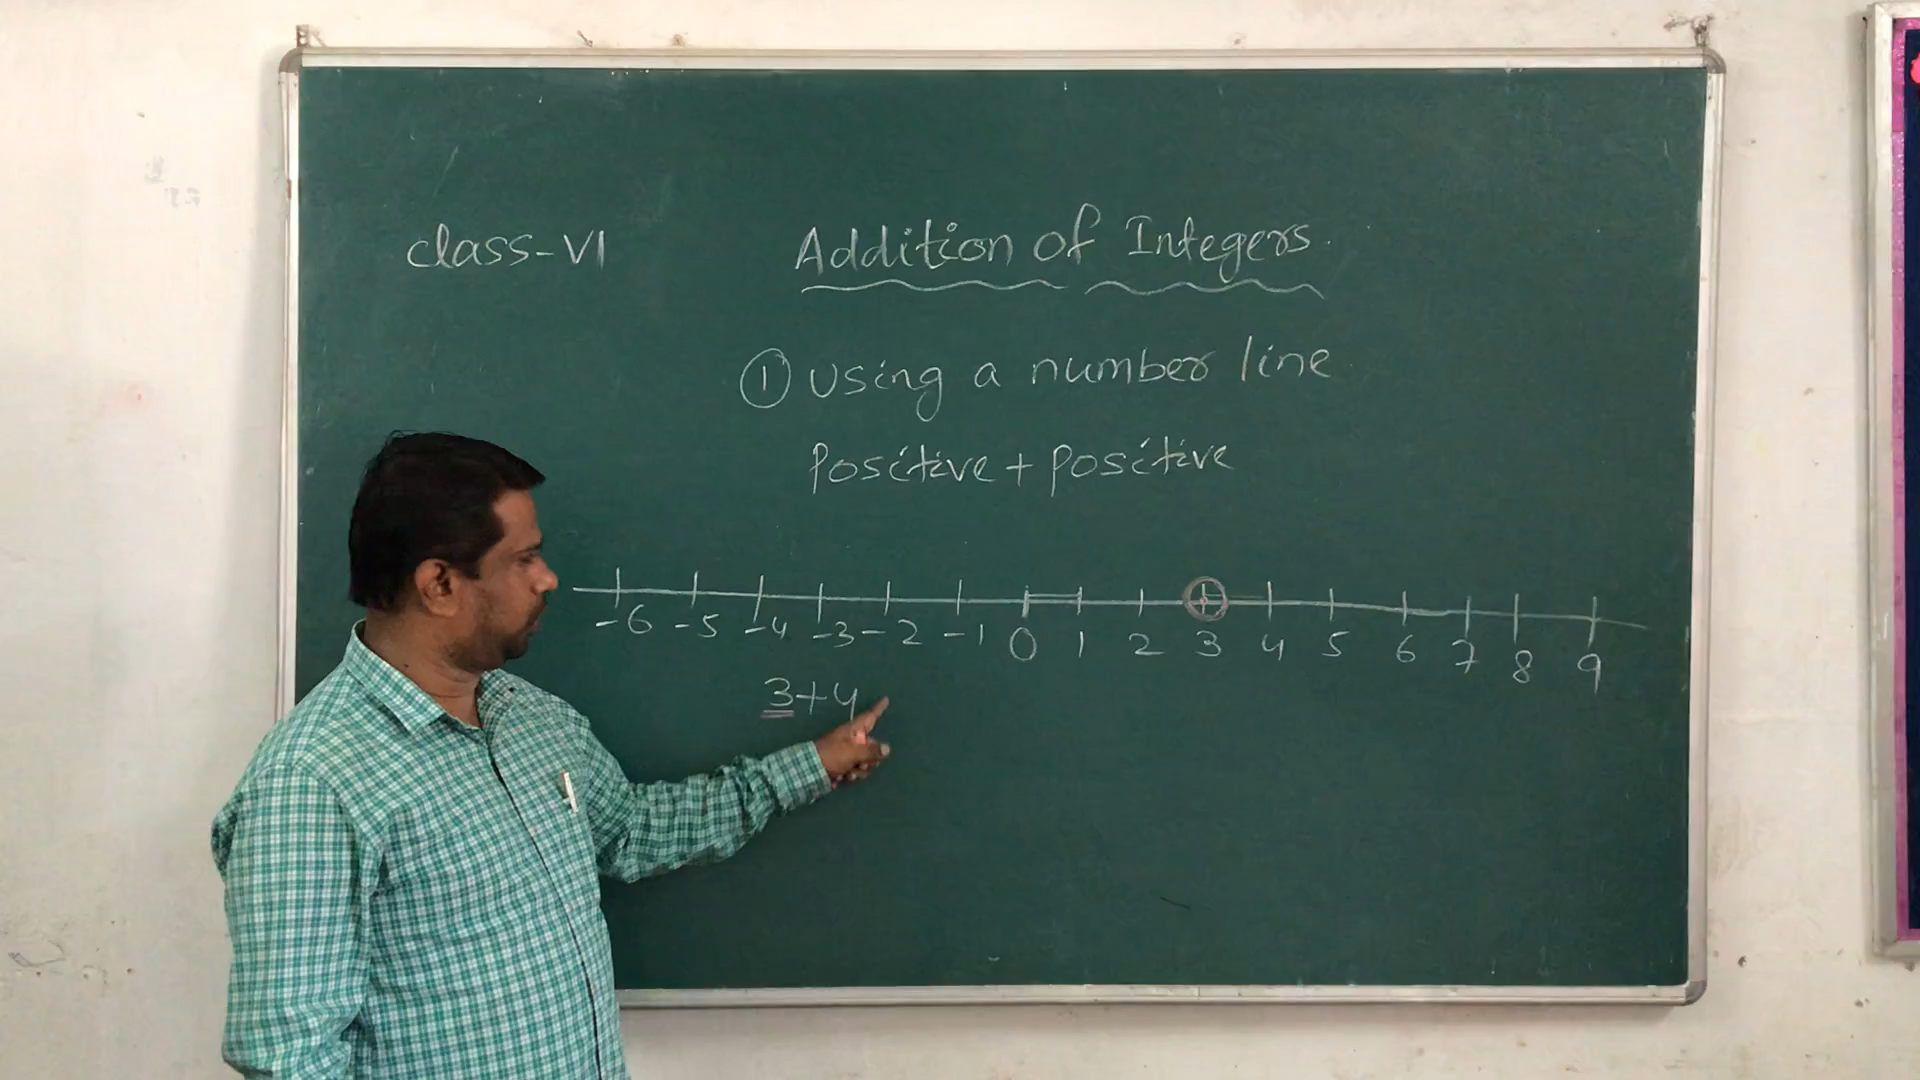 class-VI
Addition of Integers.
① Using a number line
Positive + positive
-6 -5 -4 -3 -2 -1 0 1 2 3 4 5 6 7 8 9
3+4